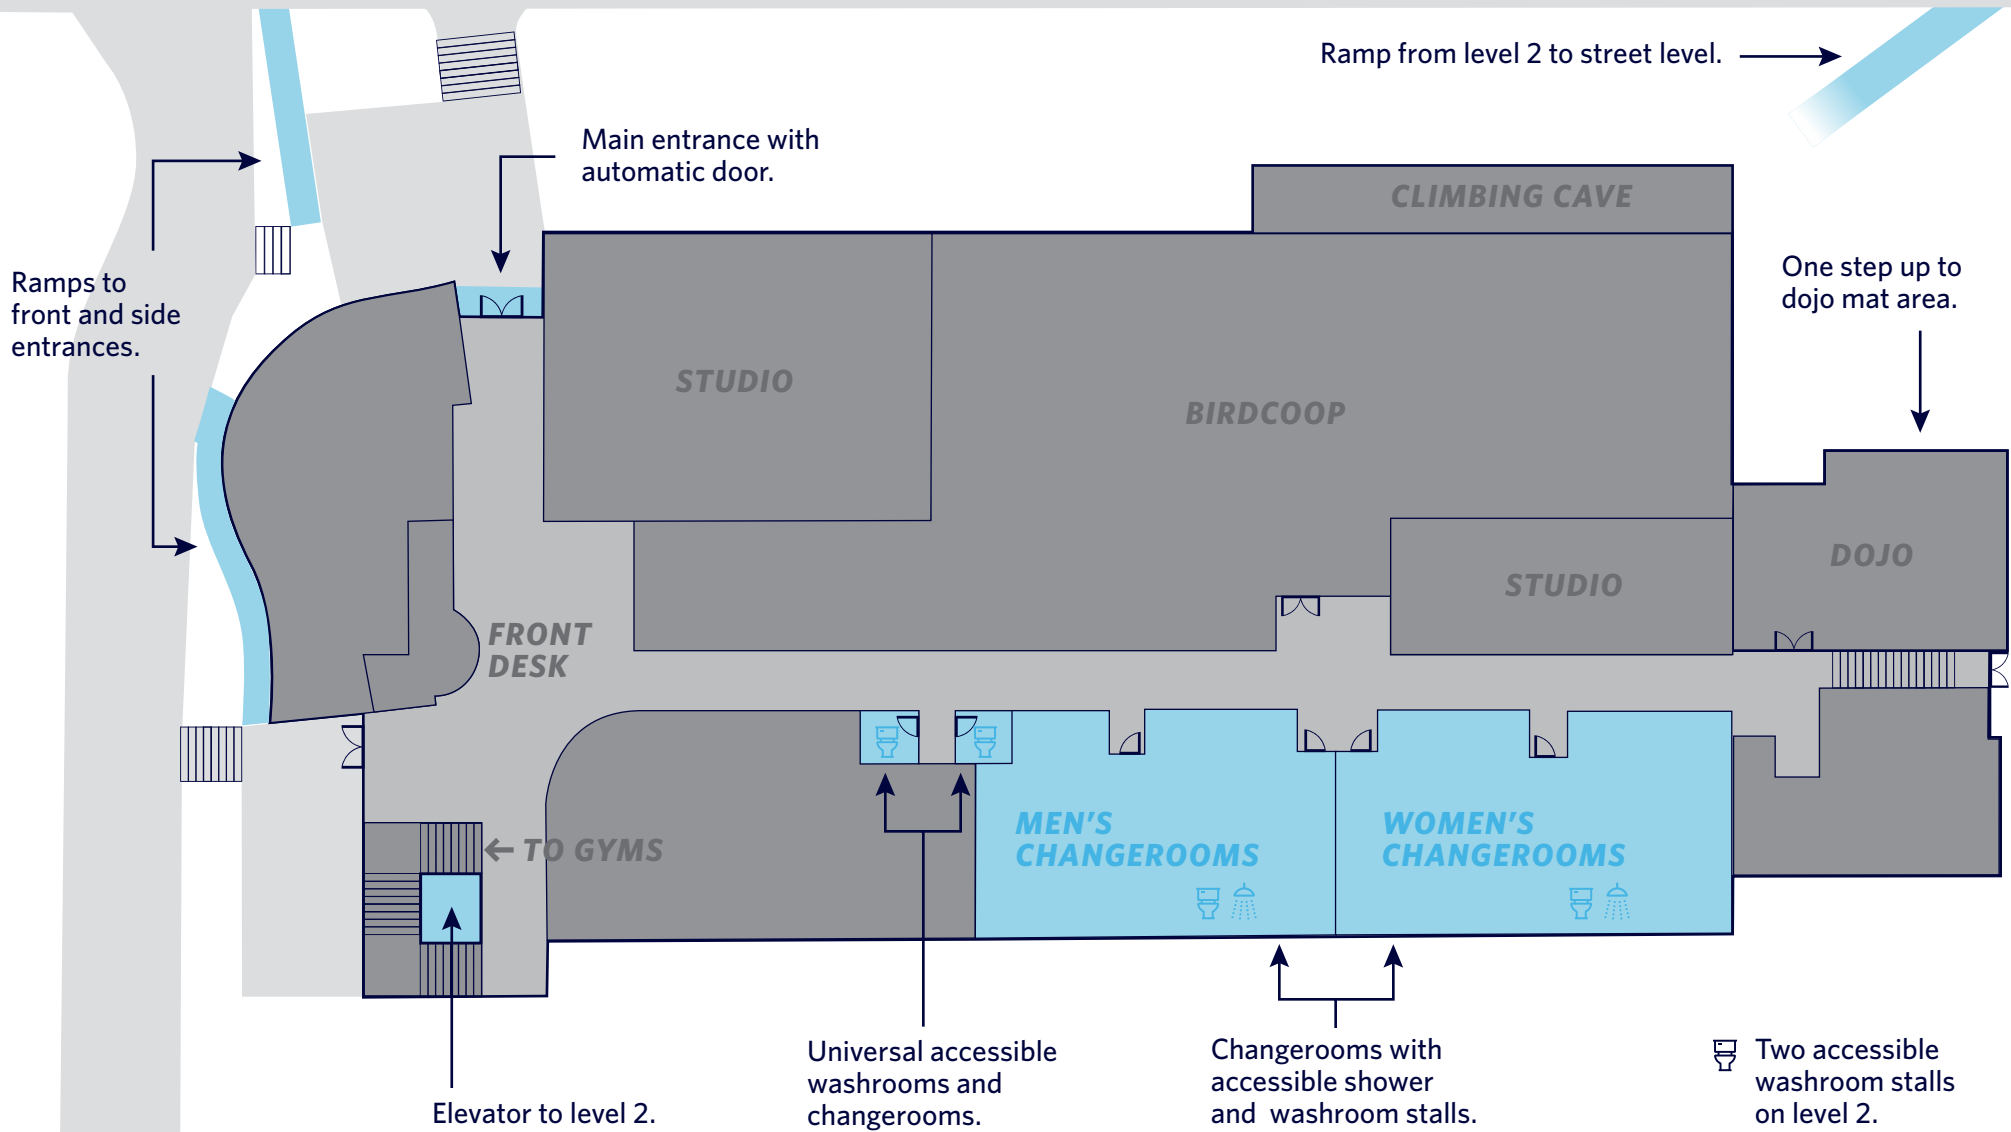 Ramp from level 2 to street level.
Main entrance with
automatic door.
CLIMBING CAVE
Ramps to
front and side
entrances.
One step up to
dojo mat area.
STUDIO
BIRDCOOP
DOJO
STUDIO
FRONT
DESK
MEN'S
CHANGEROOMS
WOMEN'S
CHANGEROOMS
← TO GYMS
Elevator to level 2.
Universal accessible
washrooms and
changerooms.
Changerooms with
accessible shower
and washroom stalls.
Two accessible
washroom stalls
on level 2.